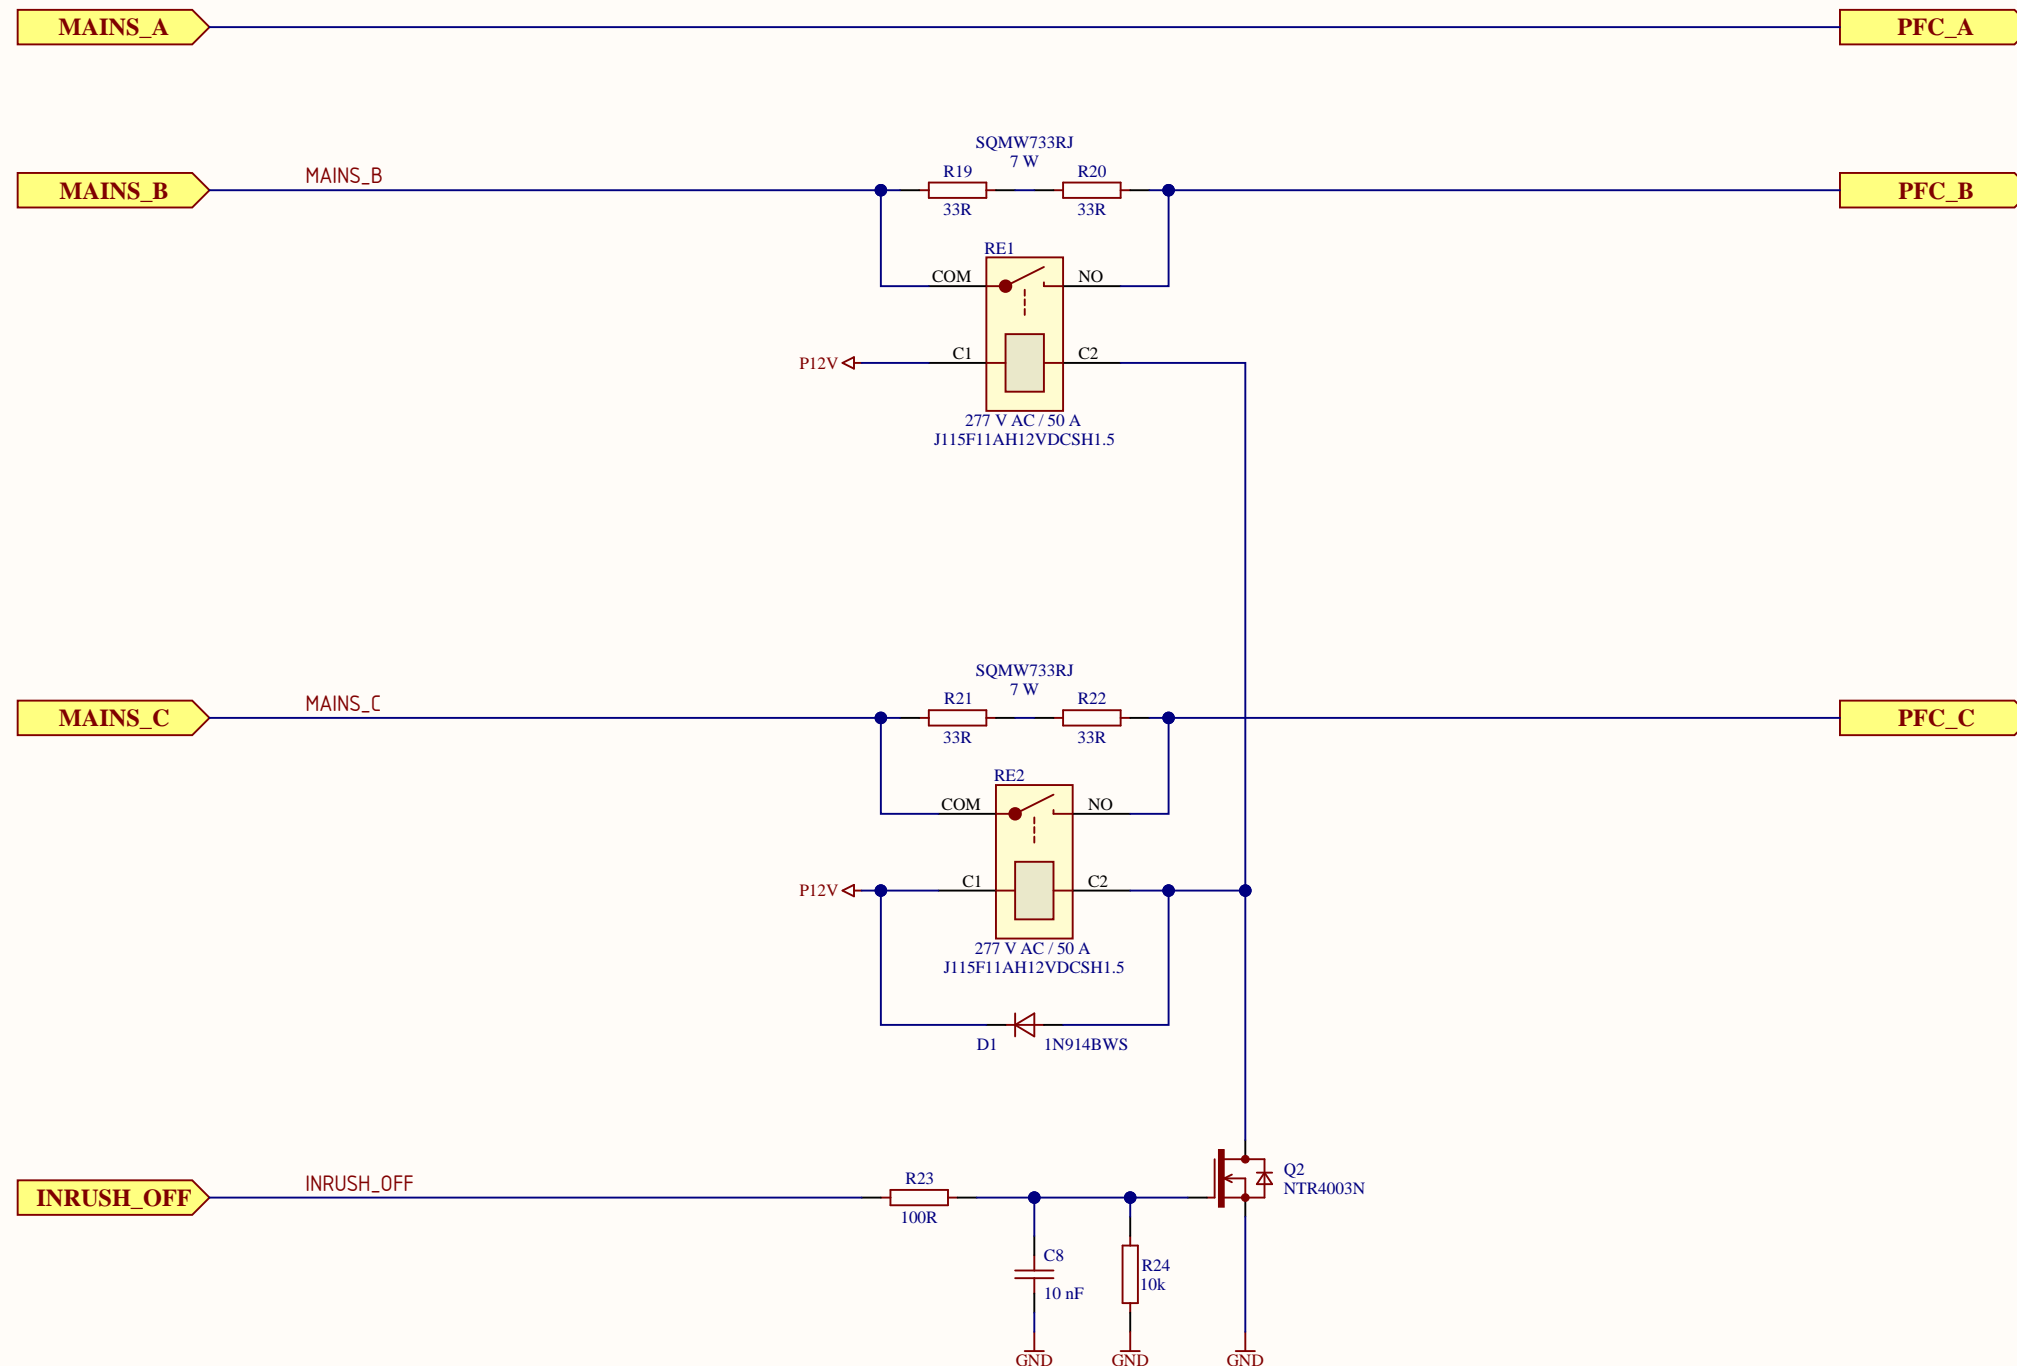 MAINS_A
PFC_A
SQMW733RJ
7 W
MAINS_B
MAINS_B
R19
R20
33R
33R
PFC_B
RE1
COM
NO
P12V
C1
C2
277 V AC / 50 A
J115F11AH12VDCSH1.5
SQMW733RJ
7 W
MAINS_C
MAINS_C
R21
R22
33R
33R
PFC_C
RE2
COM
NO
P12V
C1
C2
277 V AC / 50 A
J115F11AH12VDCSH1.5
D1
1N914BWS
INRUSH_OFF
INRUSH_OFF
R23
100R
Q2
NTR4003N
C8
10 nF
R24
10k
GND
GND
GND